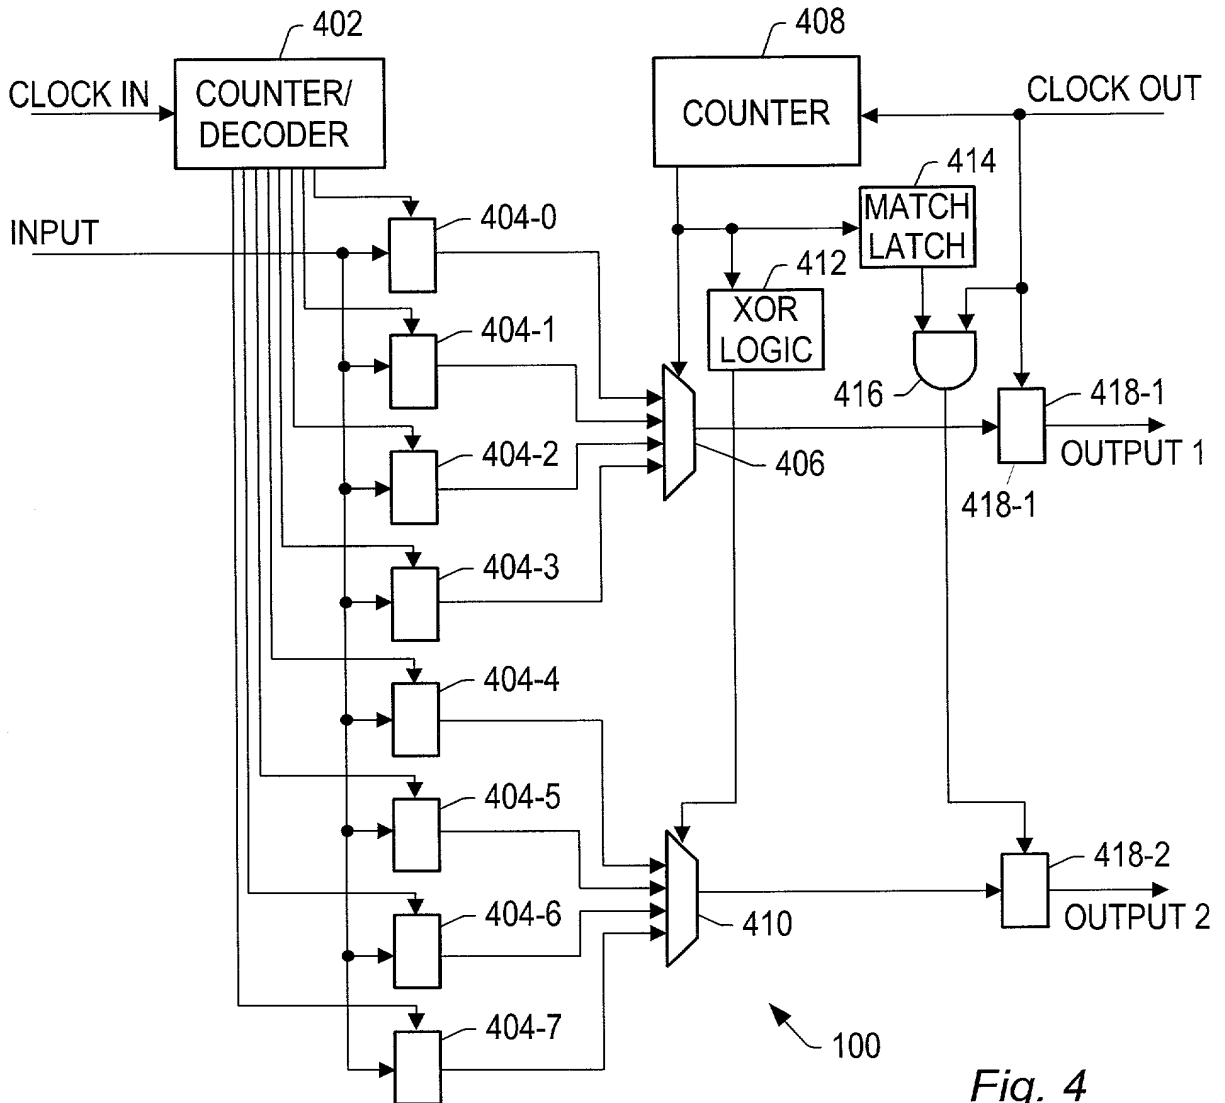 402
408
CLOCK IN
COUNTER/
DECODER
COUNTER
CLOCK OUT
414
MATCH
LATCH
INPUT
404-0
412
XOR
LOGIC
404-1
416
418-1
OUTPUT 1
404-2
406
418-1
404-3
404-4
404-5
418-2
OUTPUT 2
404-6
410
404-7
100
Fig. 4